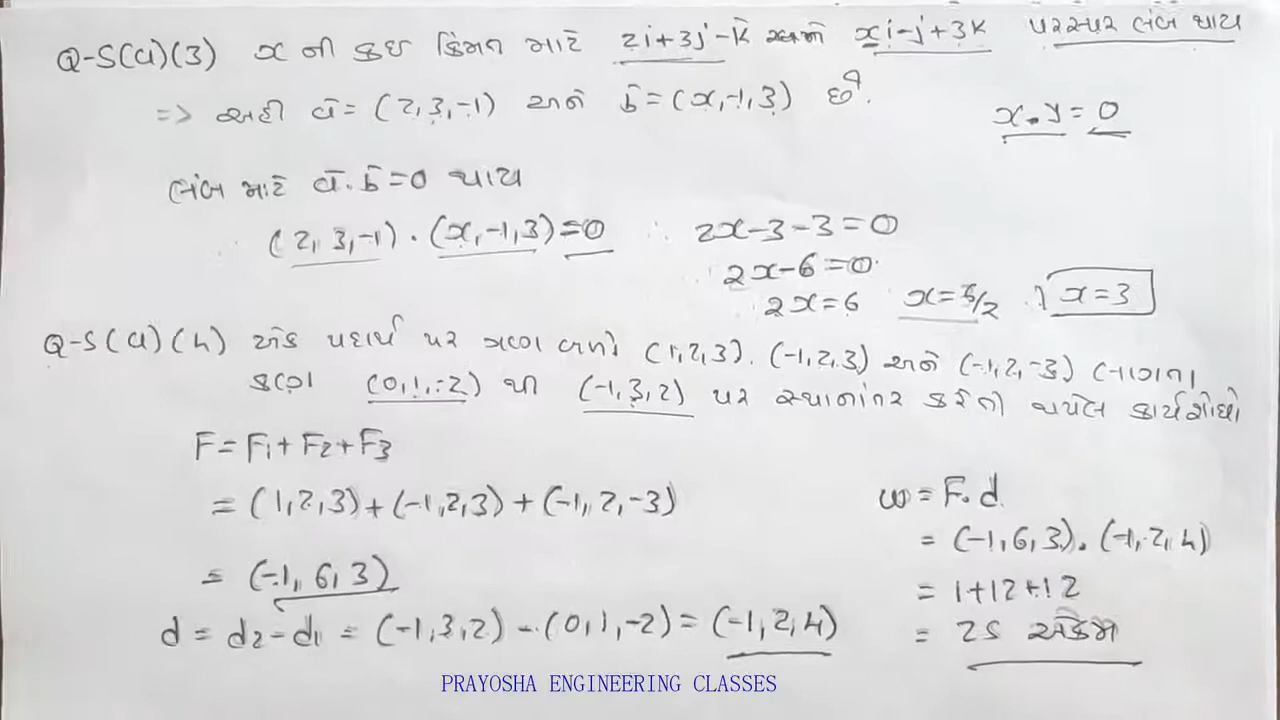 Q-5(બ)(3) x ની કઇ કિંમત માટે 2i+3j-k અને xi-j+3k પરસ્પર લંબ થાય
=> અહી ā = (2,3,-1) અને b̄ = (x,-1,3) છે.
x.y = 0
લંબ માટે ā.b̄ = 0 થાય
(2,3,-1).(x,-1,3) = 0 ∴ 2x-3-3 = 0
2x-6 = 0
2x = 6 x = 6/2 x = 3
Q-5(બ)(4) એક પદાર્થ પર ત્રણ બળો (1,2,3), (-1,2,3) અને (-1,2,-3) લાગતા
કણ (0,1,-2) થી (-1,3,2) પર સ્થાનાંતર કરેતો થયેલ કાર્ય શોધો
F = F1 + F2 + F3
= (1,2,3) + (-1,2,3) + (-1,2,-3)
= (-1,6,3)
d = d2 - d1 = (-1,3,2) - (0,1,-2) = (-1,2,4)
w = F.d
= (-1,6,3).(-1,2,4)
= 1+12+12
= 25 એકમ
PRAYOSHA ENGINEERING CLASSES